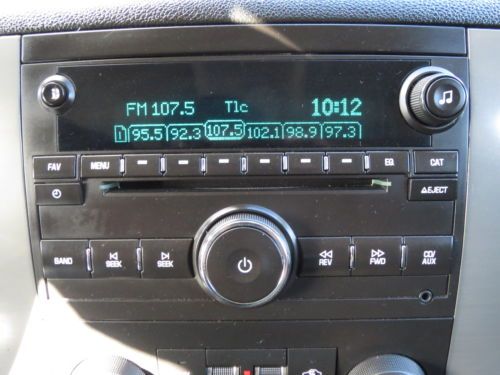 FM 107.5 Tlc 10:12
1 95.5 92.3 107.5 102.1 98.9 97.3
FAV MENU EQ CAT
EJECT
BAND SEEK SEEK REV FWD CD/
AUX